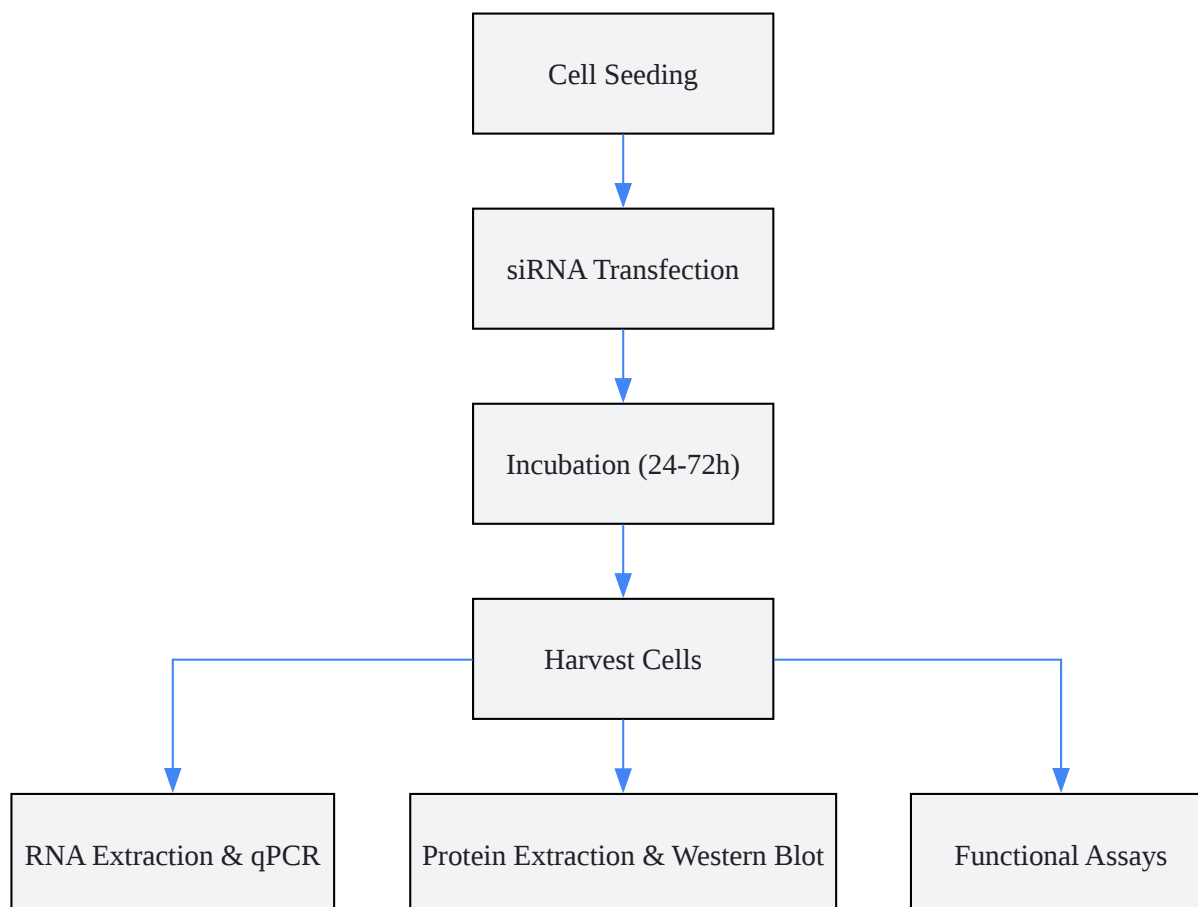 Cell Seeding
siRNA Transfection
Incubation (24-72h)
Harvest Cells
RNA Extraction & qPCR
Protein Extraction & Western Blot
Functional Assays